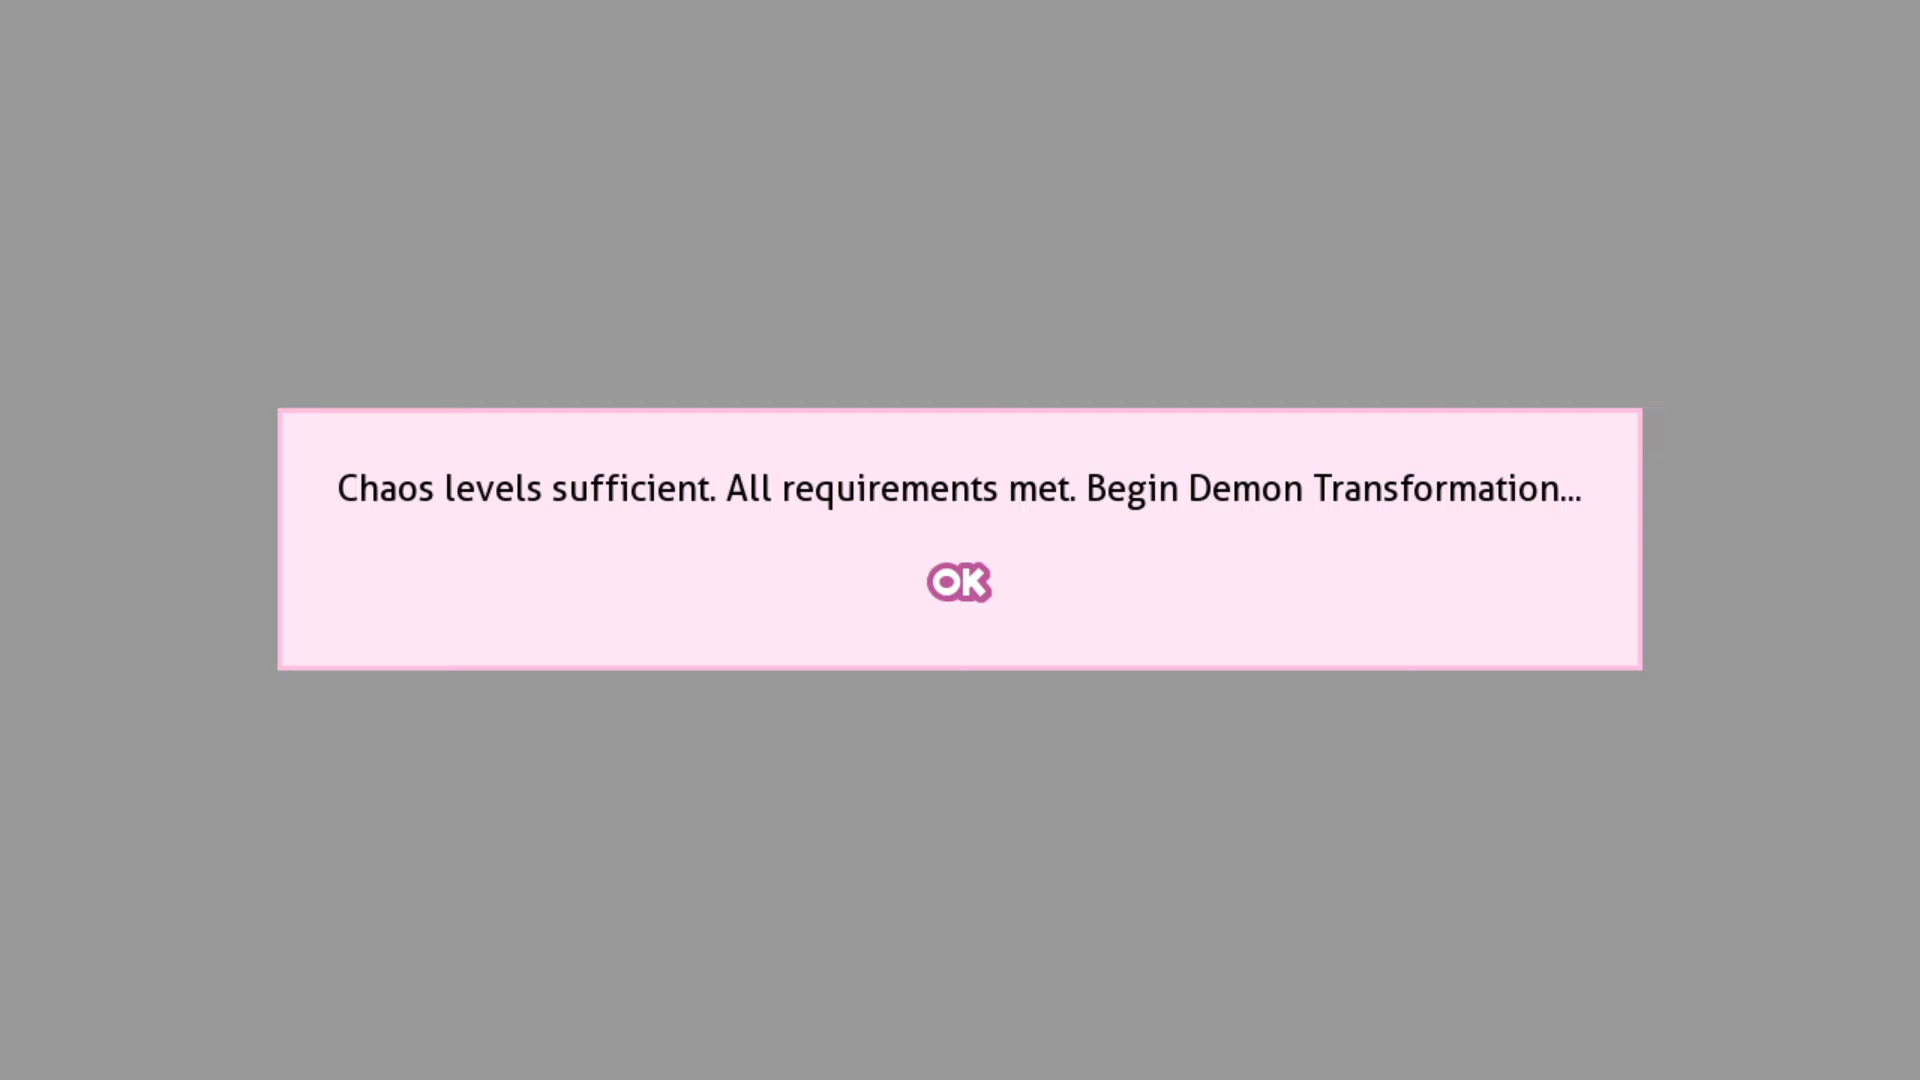 Chaos levels sufficient. All requirements met. Begin Demon Transformation...
OK